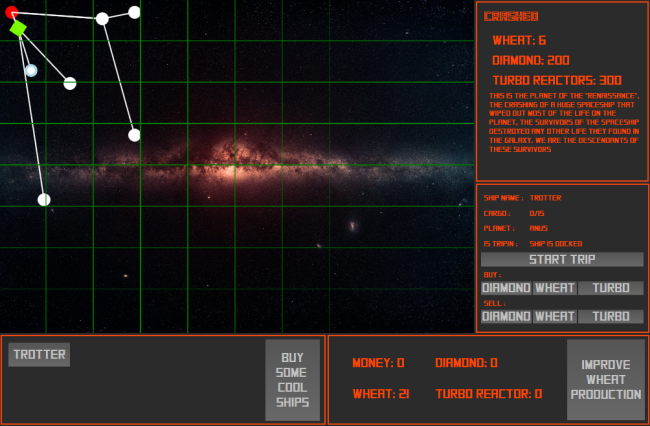 CRASHED
WHEAT: 6
DIAMOND: 200
TURBO REACTORS: 300
THIS IS THE PLANET OF THE "RENAISSANCE",
THE CRASHING OF A HUGE SPACESHIP THAT
WIPED OUT MOST OF THE LIFE ON THE
PLANET, THE SURVIVORS OF THE SPACESHIP
DESTROYED ANY OTHER LIFE THEY FOUND IN
THE GALAXY. WE ARE THE DESCENDANTS OF
THESE SURVIVORS
SHIP NAME : TROTTER
CARGO : 0/15
PLANET : ANUS
IS TRIPIN : SHIP IS DOCKED
START TRIP
BUY :
DIAMOND WHEAT TURBO
SELL :
DIAMOND WHEAT TURBO
TROTTER
BUY
SOME
COOL
SHIPS
MONEY: 0 DIAMOND: 0
WHEAT: 21 TURBO REACTOR: 0
IMPROVE
WHEAT
PRODUCTION